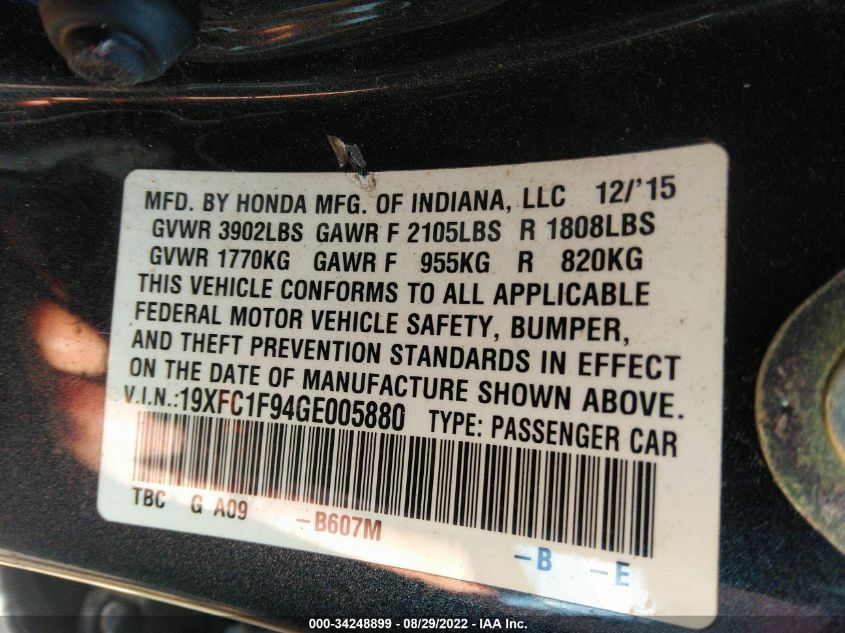 MFD. BY HONDA MFG. OF INDIANA, LLC 12/'15
GVWR 3902LBS GAWR F 2105LBS R 1808LBS
GVWR 1770KG GAWR F 955KG R 820KG
THIS VEHICLE CONFORMS TO ALL APPLICABLE
FEDERAL MOTOR VEHICLE SAFETY, BUMPER,
AND THEFT PREVENTION STANDARDS IN EFFECT
ON THE DATE OF MANUFACTURE SHOWN ABOVE.
V.I.N.:19XFC1F94GE005880 TYPE: PASSENGER CAR
TBC G A09 –B607M –B –E
000-34248899 - 08/29/2022 - IAA Inc.